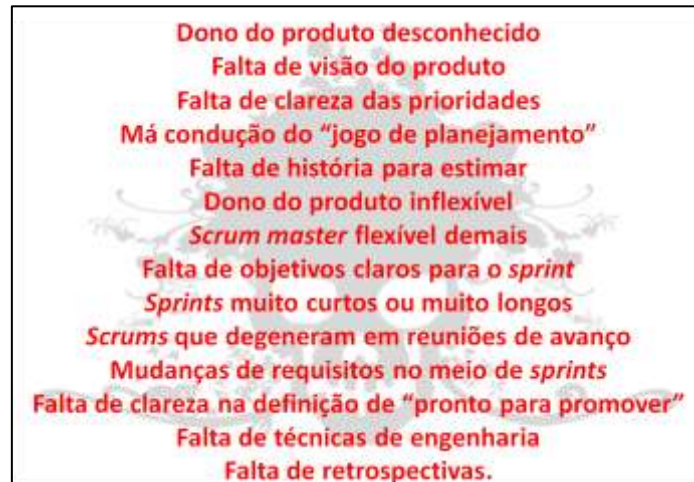 Dono do produto desconhecido
Falta de visão do produto
Falta de clareza das prioridades
Má condução do “jogo de planejamento”
Falta de história para estimar
Dono do produto inflexível
Scrum master flexível demais
Falta de objetivos claros para o sprint
Sprints muito curtos ou muito longos
Scrums que degeneram em reuniões de avanço
Mudanças de requisitos no meio de sprints
Falta de clareza na definição de “pronto para promover”
Falta de técnicas de engenharia
Falta de retrospectivas.